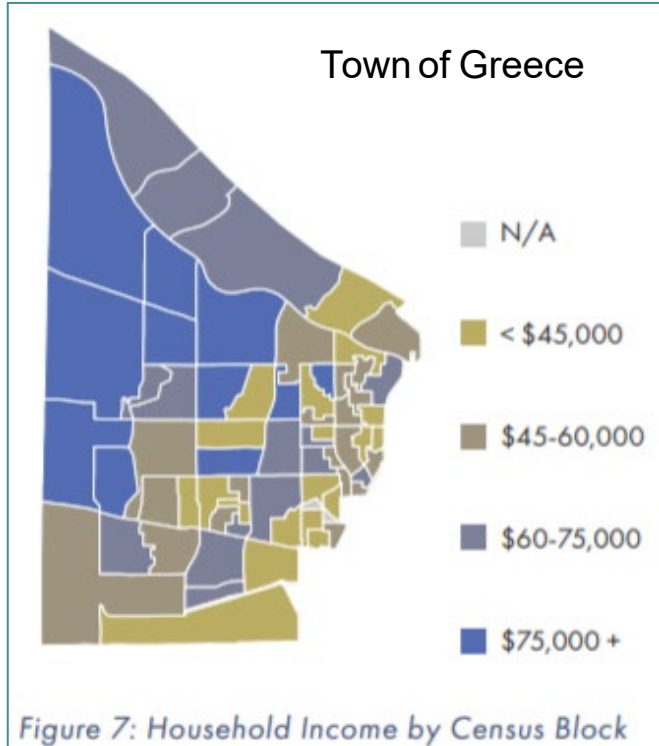 Town of Greece
N/A
< $45,000
$45-60,000
$60-75,000
$75,000 +
Figure 7: Household Income by Census Block